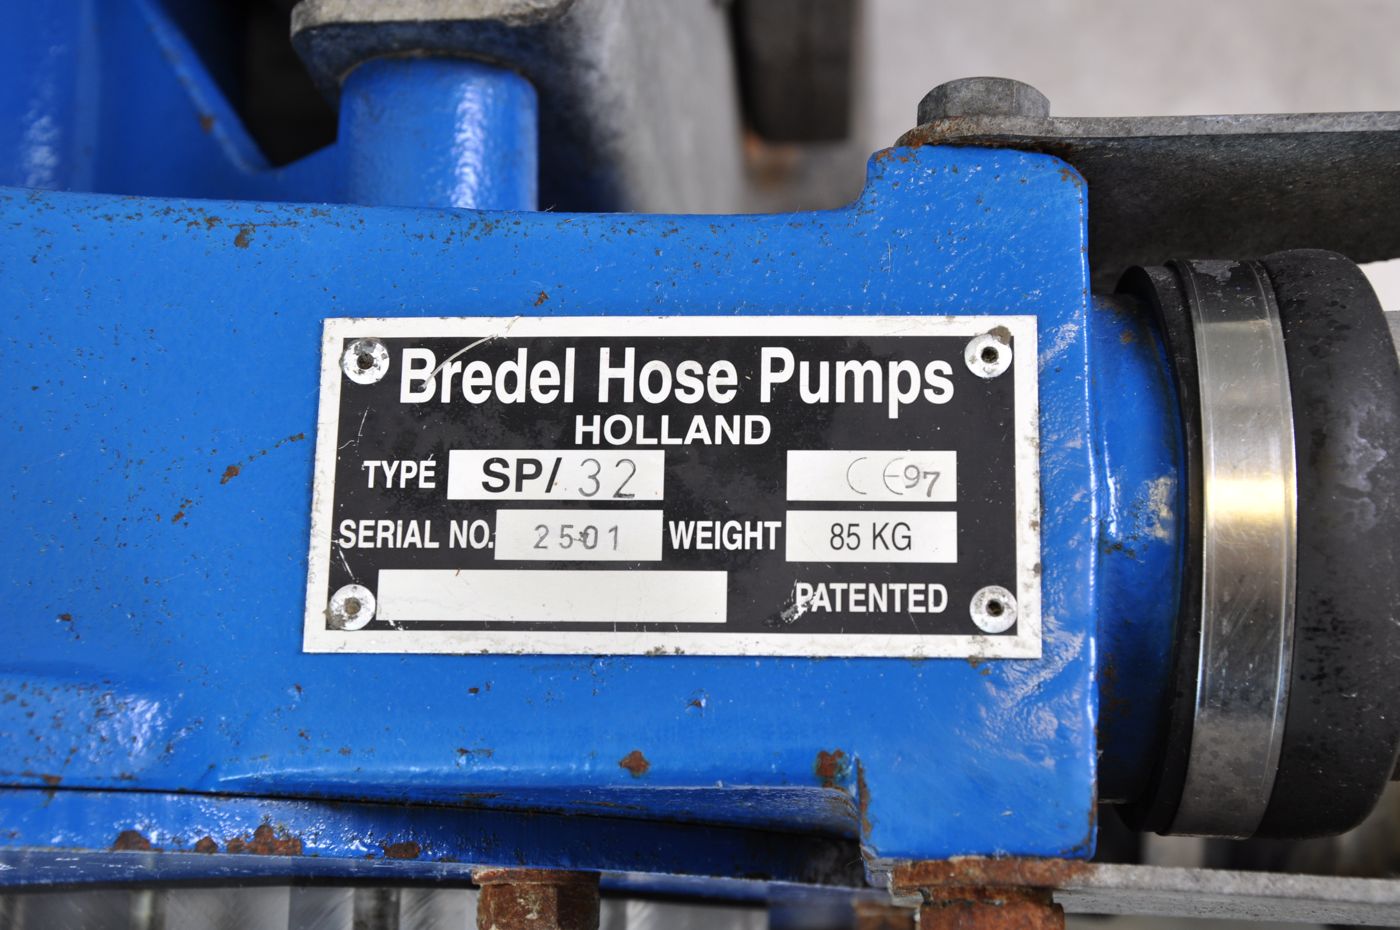 Bredel Hose Pumps
HOLLAND
TYPE SP/32 CE97
SERIAL NO. 2501 WEIGHT 85 KG
PATENTED